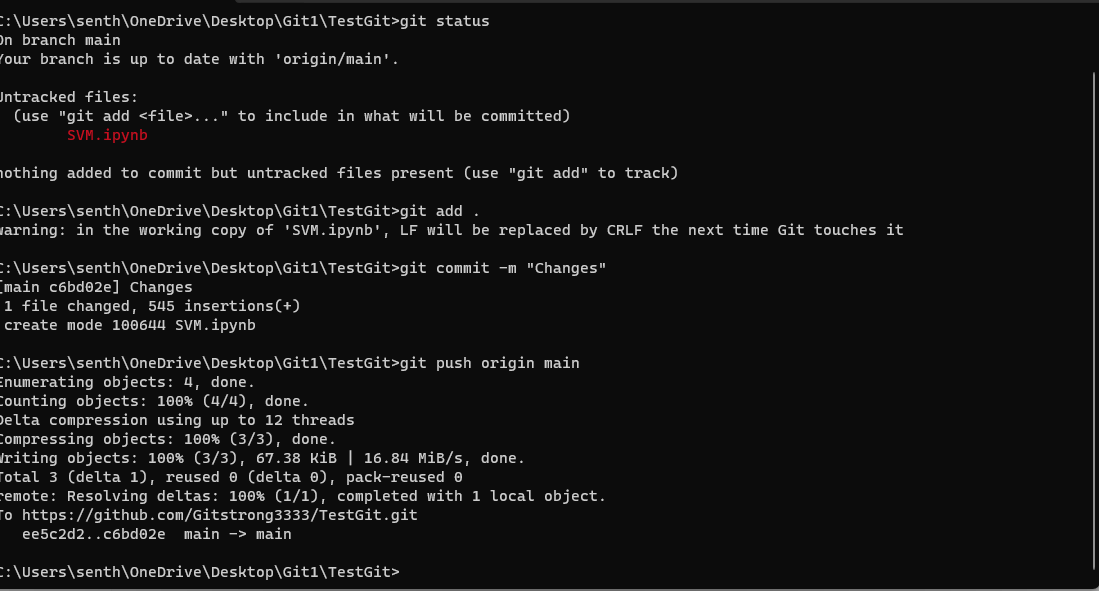 C:\Users\senth\OneDrive\Desktop\Git1\TestGit>git status
On branch main
Your branch is up to date with 'origin/main'.
Untracked files:
  (use "git add <file>..." to include in what will be committed)
        SVM.ipynb
nothing added to commit but untracked files present (use "git add" to track)
C:\Users\senth\OneDrive\Desktop\Git1\TestGit>git add .
warning: in the working copy of 'SVM.ipynb', LF will be replaced by CRLF the next time Git touches it
C:\Users\senth\OneDrive\Desktop\Git1\TestGit>git commit -m "Changes"
[main c6bd02e] Changes
 1 file changed, 545 insertions(+)
 create mode 100644 SVM.ipynb
C:\Users\senth\OneDrive\Desktop\Git1\TestGit>git push origin main
Enumerating objects: 4, done.
Counting objects: 100% (4/4), done.
Delta compression using up to 12 threads
Compressing objects: 100% (3/3), done.
Writing objects: 100% (3/3), 67.38 KiB | 16.84 MiB/s, done.
Total 3 (delta 1), reused 0 (delta 0), pack-reused 0
remote: Resolving deltas: 100% (1/1), completed with 1 local object.
To https://github.com/Gitstrong3333/TestGit.git
   ee5c2d2..c6bd02e  main -> main
C:\Users\senth\OneDrive\Desktop\Git1\TestGit>